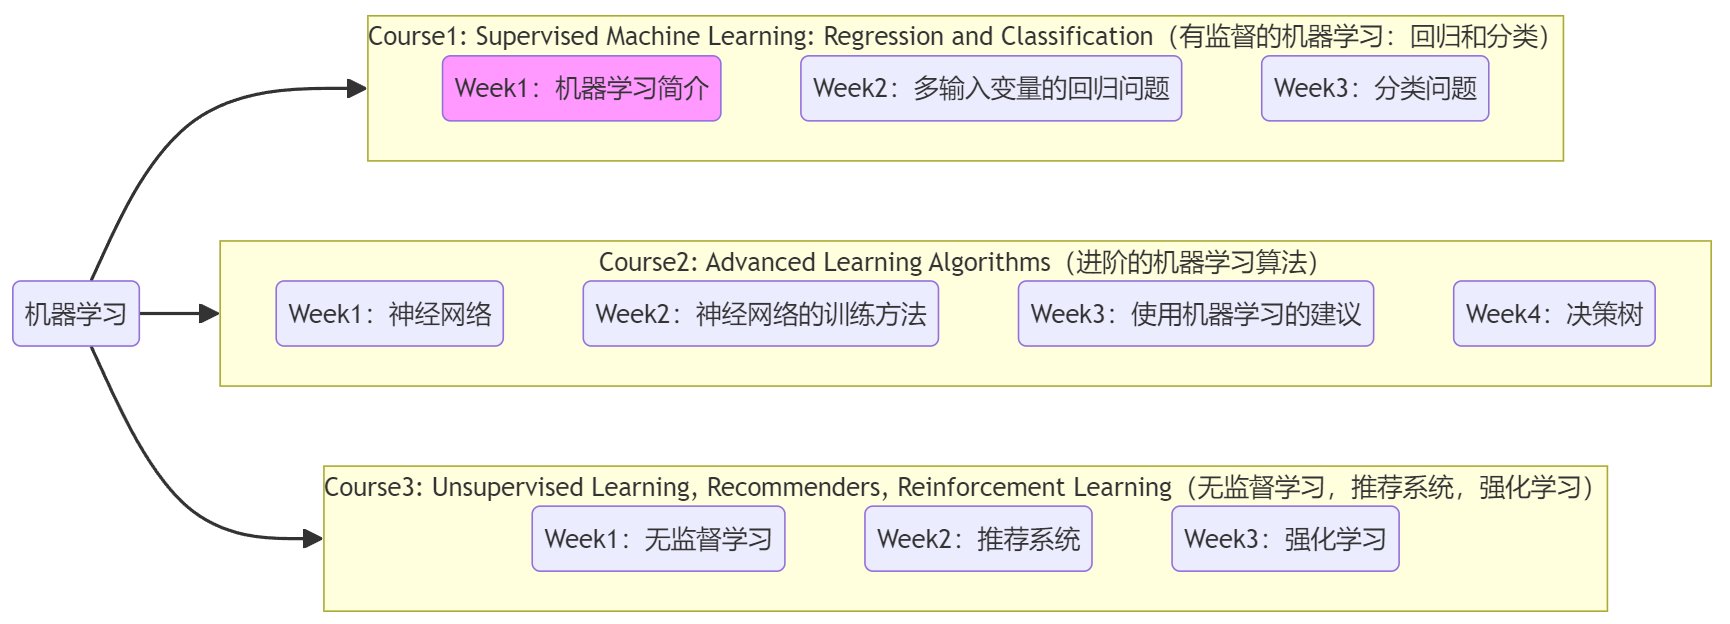 Course1: Supervised Machine Learning: Regression and Classification（有监督的机器学习：回归和分类）
Week1：机器学习简介
Week2：多输入变量的回归问题
Week3：分类问题
机器学习
Course2: Advanced Learning Algorithms（进阶的机器学习算法）
Week1：神经网络
Week2：神经网络的训练方法
Week3：使用机器学习的建议
Week4：决策树
Course3: Unsupervised Learning, Recommenders, Reinforcement Learning（无监督学习，推荐系统，强化学习）
Week1：无监督学习
Week2：推荐系统
Week3：强化学习